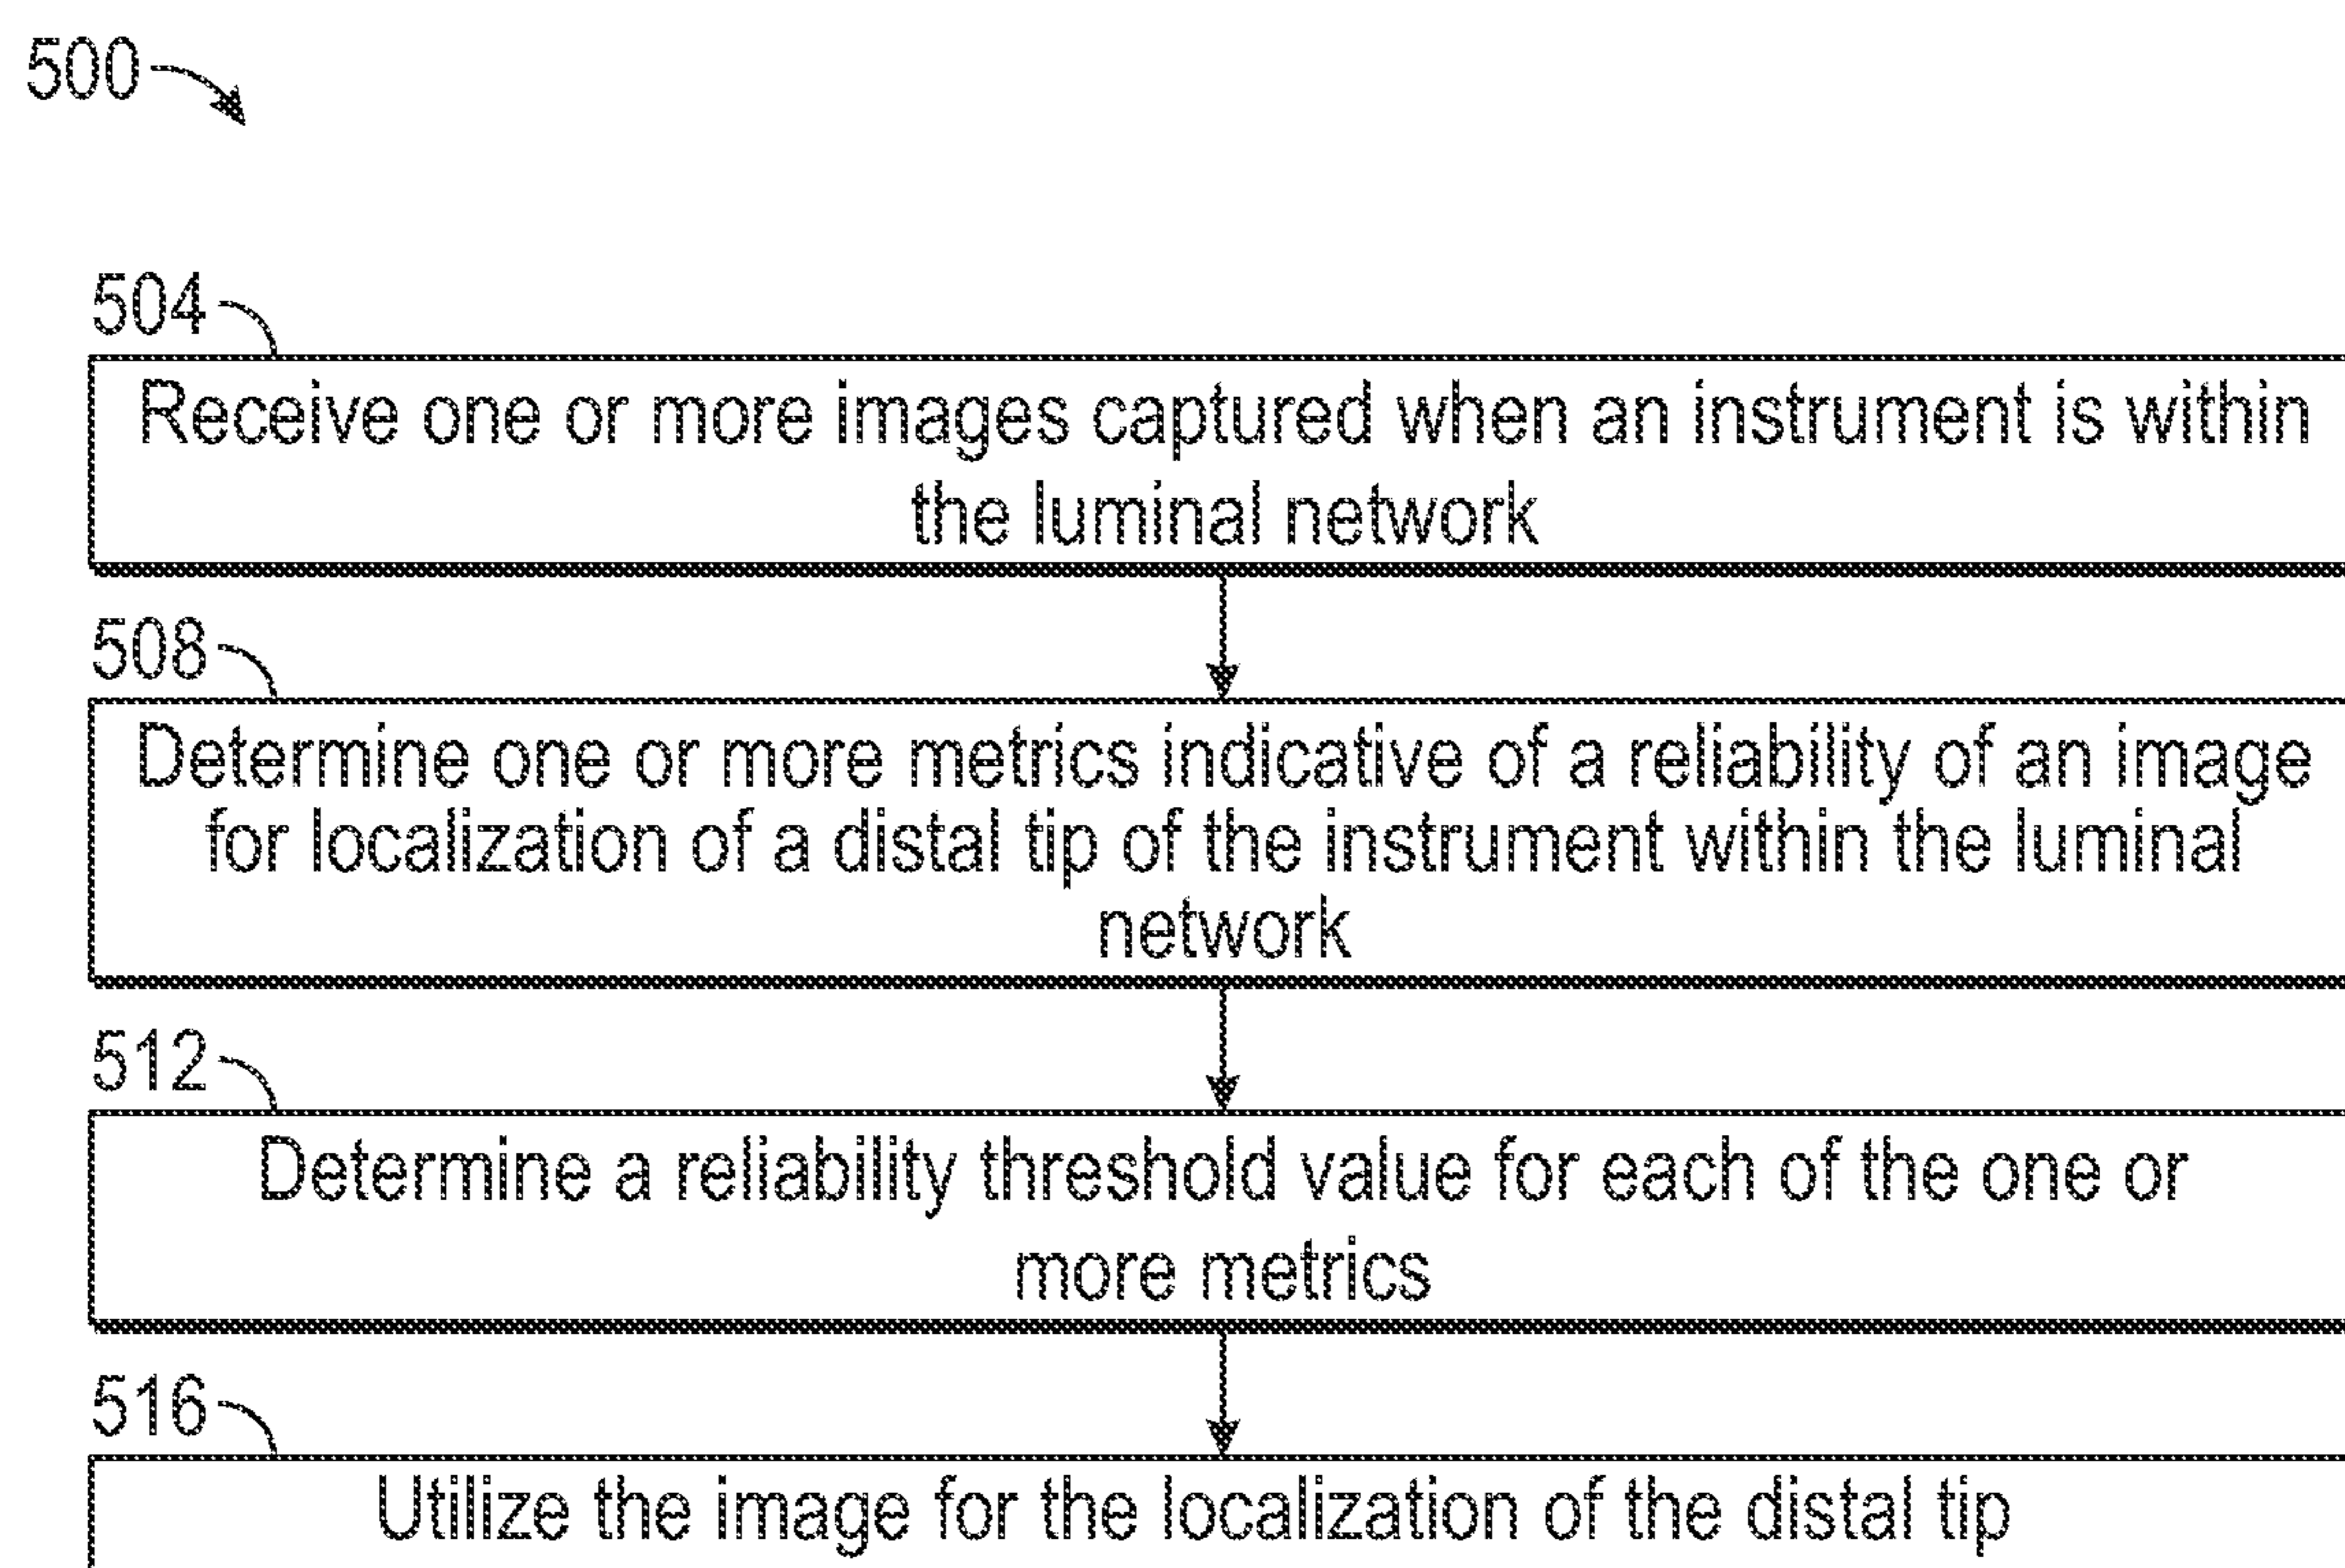 500
504
Receive one or more images captured when an instrument is within
the luminal network
508
Determine one or more metrics indicative of a reliability of an image
for localization of a distal tip of the instrument within the luminal
network
512
Determine a reliability threshold value for each of the one or
more metrics
516
Utilize the image for the localization of the distal tip